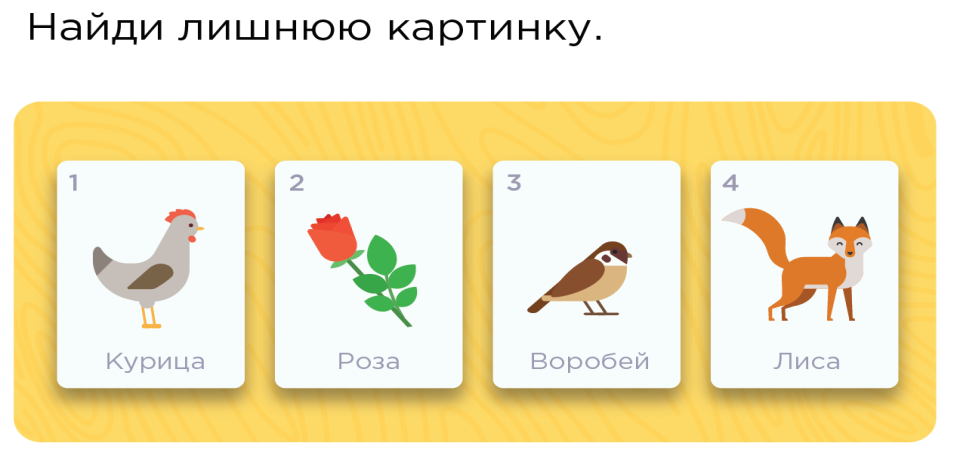 Найди лишнюю картинку.
1
2
3
4
Курица
Роза
Воробей
Лиса